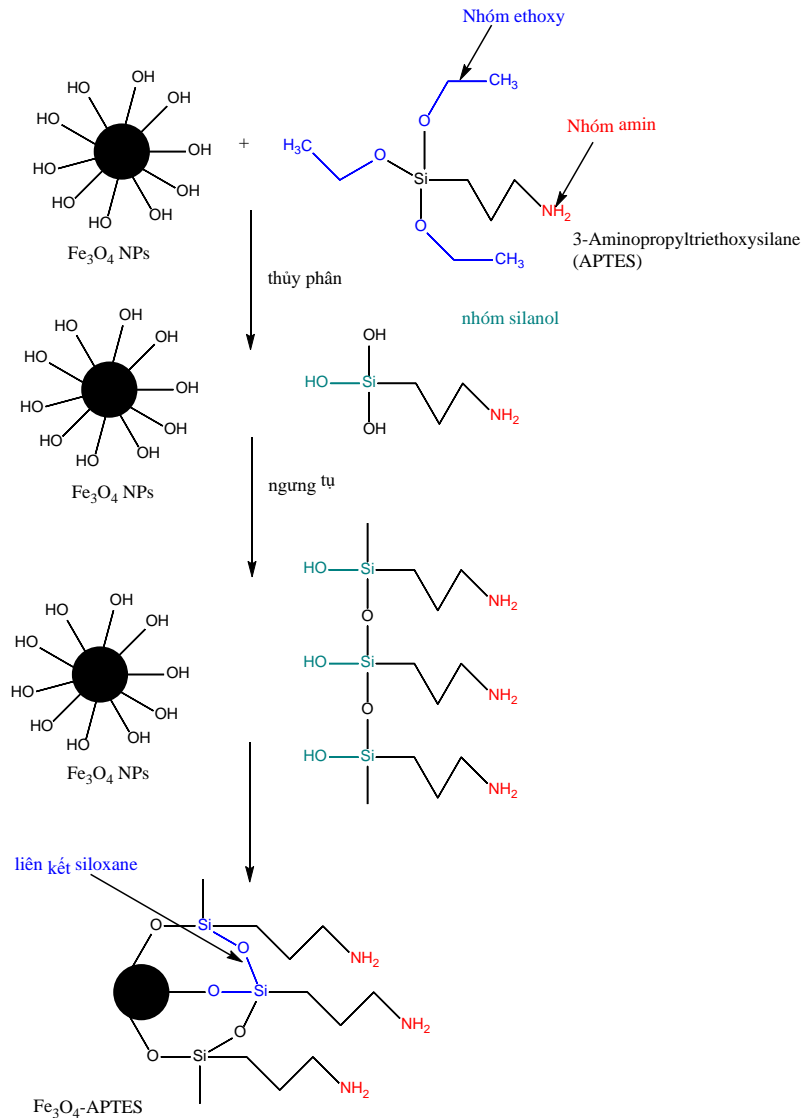 Nhóm ethoxy
OH
HO
OH
HO
OH
HO
OH
HO
OH
HO
OH
Fe3O4 NPs
+
CH3
O
H3C
O
Si
O
CH3
NH2
Nhóm amin
3-Aminopropyltriethoxysilane
(APTES)
thủy phân
nhóm silanol
OH
HO
OH
HO
OH
HO
OH
HO
OH
HO
OH
Fe3O4 NPs
OH
HO
Si
OH
NH2
ngưng tụ
OH
HO
OH
HO
OH
HO
OH
HO
OH
HO
OH
Fe3O4 NPs
HO
Si
NH2
O
HO
Si
NH2
O
HO
Si
NH2
liên kết siloxane
O
Si
NH2
O
O
Si
NH2
O
O
Si
NH2
Fe3O4-APTES